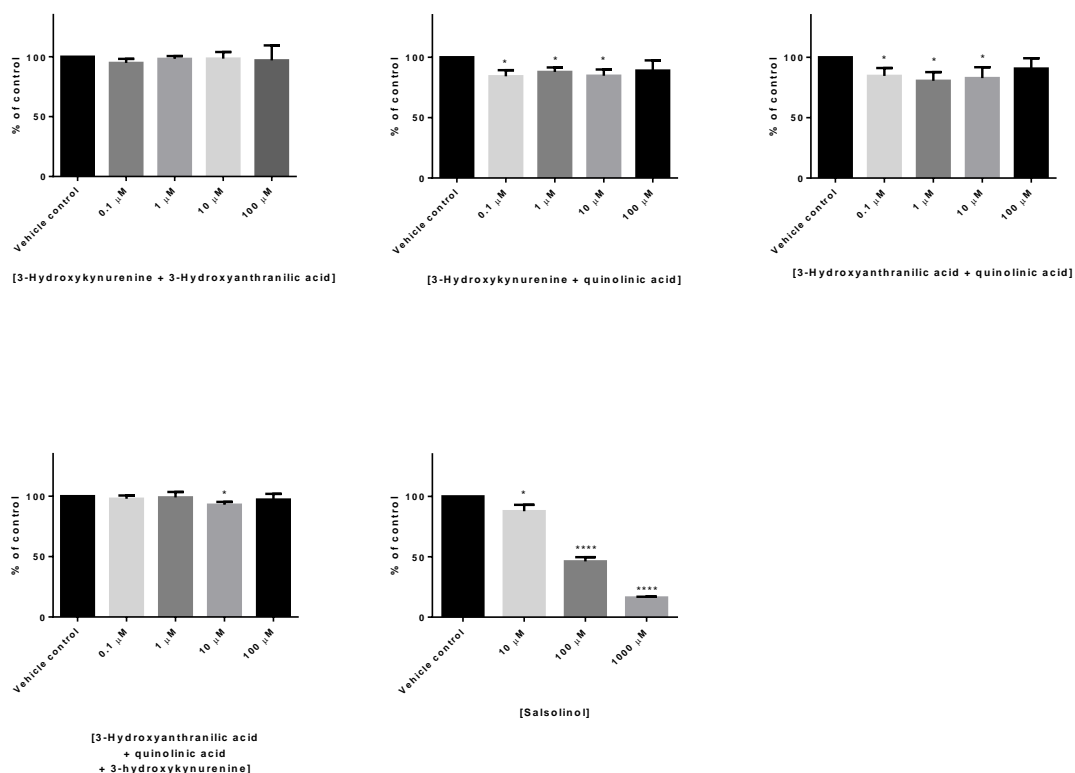 % of control
100
50
0
Vehicle control
0.1 µM
1 µM
10 µM
100 µM
[3-Hydroxykynurenine + 3-Hydroxyanthranilic acid]
% of control
100
50
0
*
*
*
Vehicle control
0.1 µM
1 µM
10 µM
100 µM
[3-Hydroxykynurenine + quinolinic acid]
% of control
100
50
0
*
*
*
Vehicle control
0.1 µM
1 µM
10 µM
100 µM
[3-Hydroxyanthranilic acid + quinolinic acid]
% of control
100
50
0
*
Vehicle control
0.1 µM
1 µM
10 µM
100 µM
[3-Hydroxyanthranilic acid
+ quinolinic acid
+ 3-hydroxykynurenine]
% of control
100
50
0
*
****
****
Vehicle control
10 µM
100 µM
1000 µM
[Salsolinol]